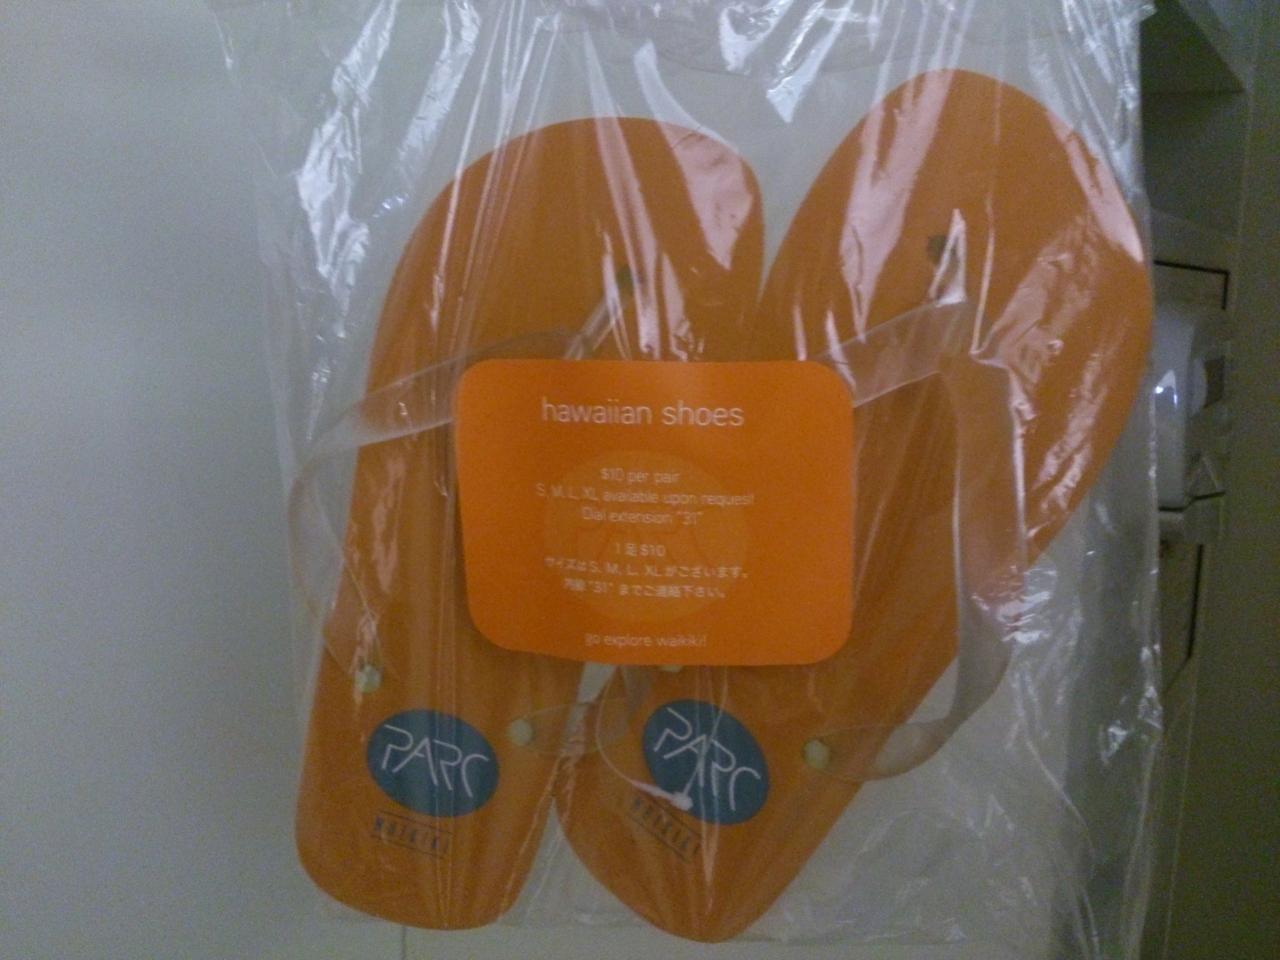 hawaiian shoes
$10 per pair
S, M, L, XL available upon request
Dial extension "31"
1足$10
サイズはS, M, L, XLがございます。
内線"31"までご連絡下さい。
go explore waikiki!
PARC
WAIKIKI
PARC
WAIKIKI